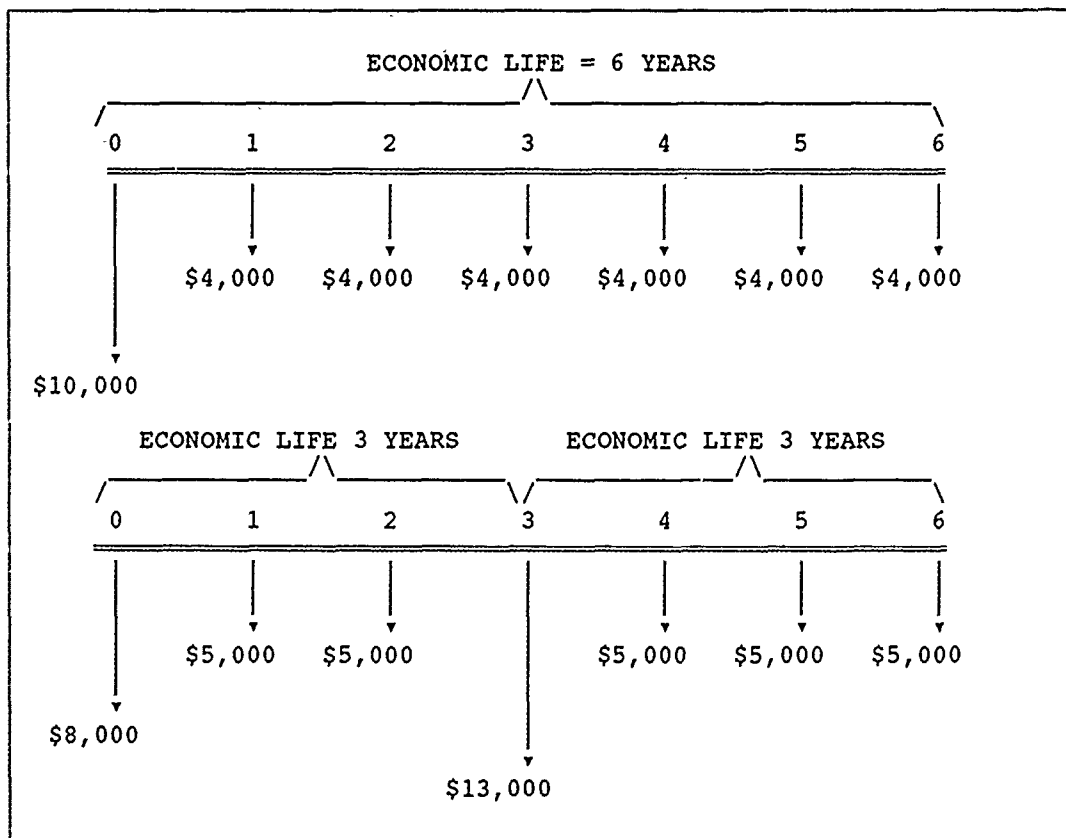 ECONOMIC LIFE = 6 YEARS
0 1 2 3 4 5 6
$4,000 $4,000 $4,000 $4,000 $4,000 $4,000
$10,000
ECONOMIC LIFE 3 YEARS ECONOMIC LIFE 3 YEARS
0 1 2 3 4 5 6
$5,000 $5,000 $5,000 $5,000 $5,000
$8,000
$13,000